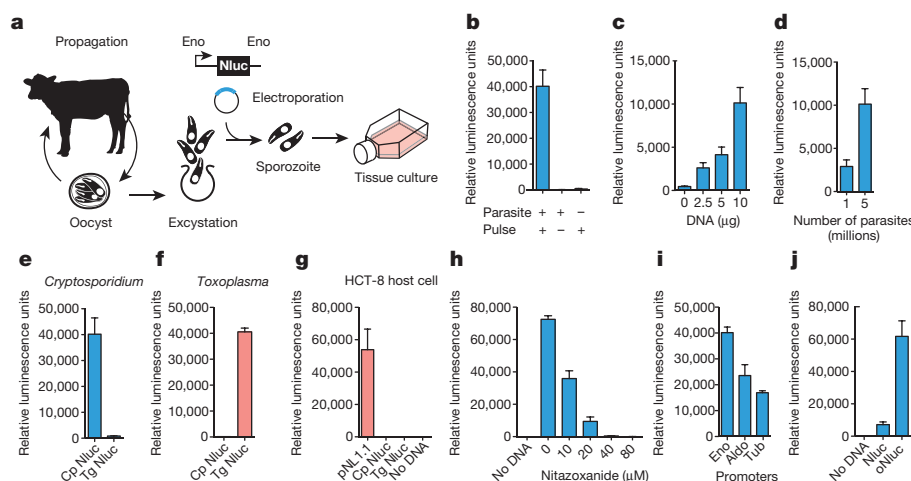 a
Propagation
Eno Eno
Nluc
Electroporation
Sporozoite
Tissue culture
Oocyst
Excystation
b
Relative luminescence units
50,000
40,000
30,000
20,000
10,000
0
Parasite + + –
Pulse + – +
c
Relative luminescence units
15,000
10,000
5,000
0
0 2.5 5 10
DNA (μg)
d
Relative luminescence units
15,000
10,000
5,000
0
1 5
Number of parasites
(millions)
e
Cryptosporidium
Relative luminescence units
50,000
40,000
30,000
20,000
10,000
0
Cp Nluc
Tg Nluc
f
Toxoplasma
Relative luminescence units
50,000
40,000
30,000
20,000
10,000
0
Cp Nluc
Tg Nluc
g
HCT-8 host cell
Relative luminescence units
80,000
60,000
40,000
20,000
0
pNL1.1
Cp Nluc
Tg Nluc
No DNA
h
Relative luminescence units
80,000
60,000
40,000
20,000
0
No DNA
0
10
20
40
80
Nitazoxanide (μM)
i
Relative luminescence units
50,000
40,000
30,000
20,000
10,000
0
Eno
Aldo
Tub
Promoters
j
Relative luminescence units
80,000
60,000
40,000
20,000
0
No DNA
Nluc
oNluc